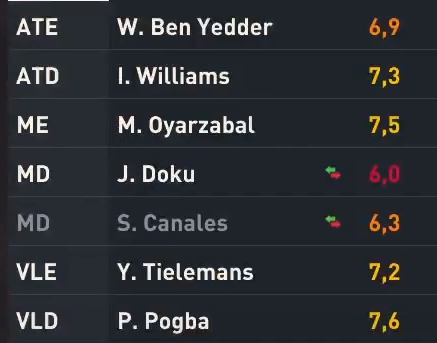 ATE W. Ben Yedder 6,9
ATD I. Williams 7,3
ME M. Oyarzabal 7,5
MD J. Doku 6,0
MD S. Canales 6,3
VLE Y. Tielemans 7,2
VLD P. Pogba 7,6